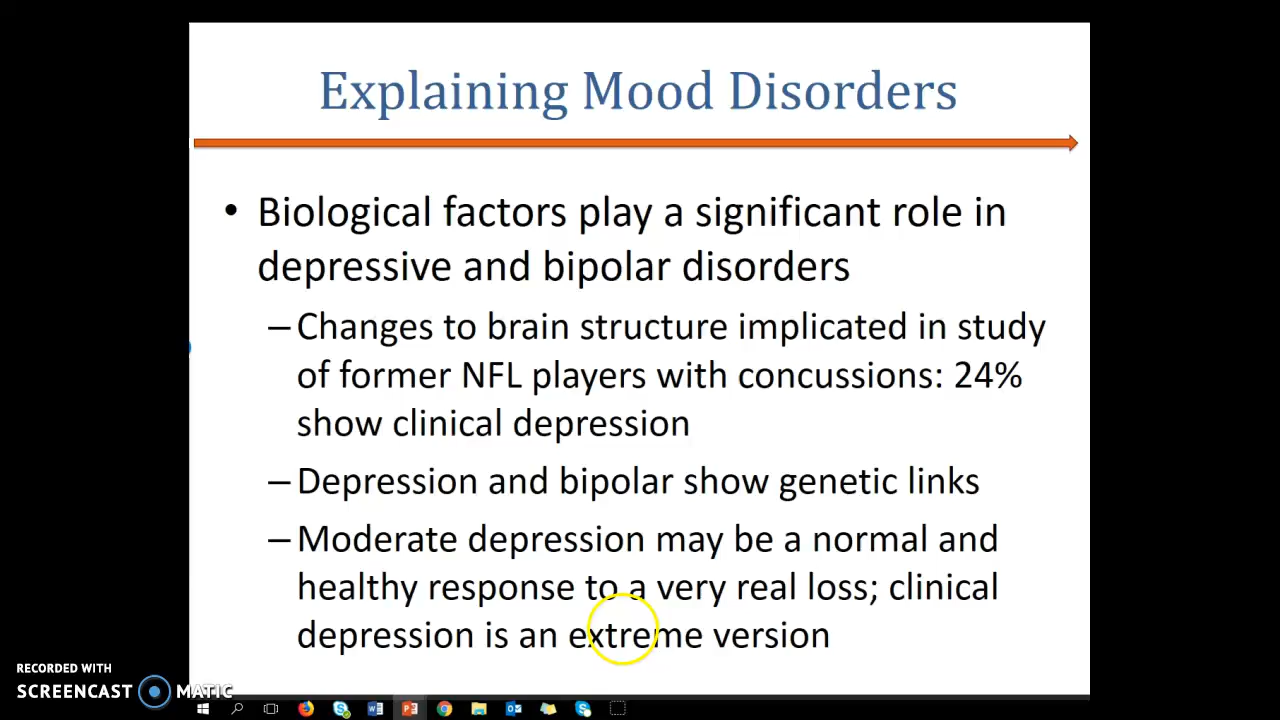 Explaining Mood Disorders
• Biological factors play a significant role in
depressive and bipolar disorders
– Changes to brain structure implicated in study
of former NFL players with concussions: 24%
show clinical depression
– Depression and bipolar show genetic links
– Moderate depression may be a normal and
healthy response to a very real loss; clinical
depression is an extreme version
RECORDED WITH
SCREENCAST MATIC